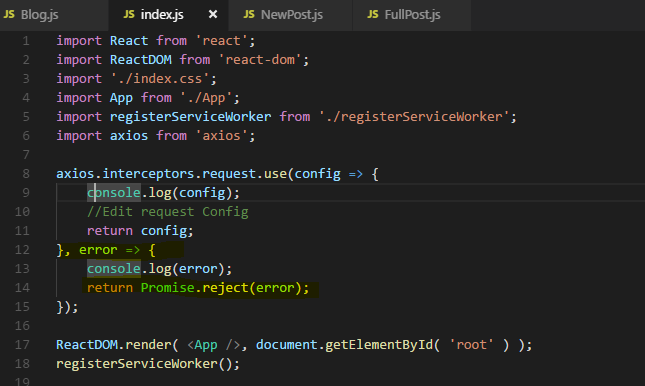 JS Blog.js JS index.js × JS NewPost.js JS FullPost.js
1 import React from 'react';
2 import ReactDOM from 'react-dom';
3 import './index.css';
4 import App from './App';
5 import registerServiceWorker from './registerServiceWorker';
6 import axios from 'axios';
7
8 axios.interceptors.request.use(config => {
9     console.log(config);
10     //Edit request Config
11     return config;
12 }, error => {
13     console.log(error);
14     return Promise.reject(error);
15 });
16
17 ReactDOM.render( <App />, document.getElementById( 'root' ) );
18 registerServiceWorker();
19